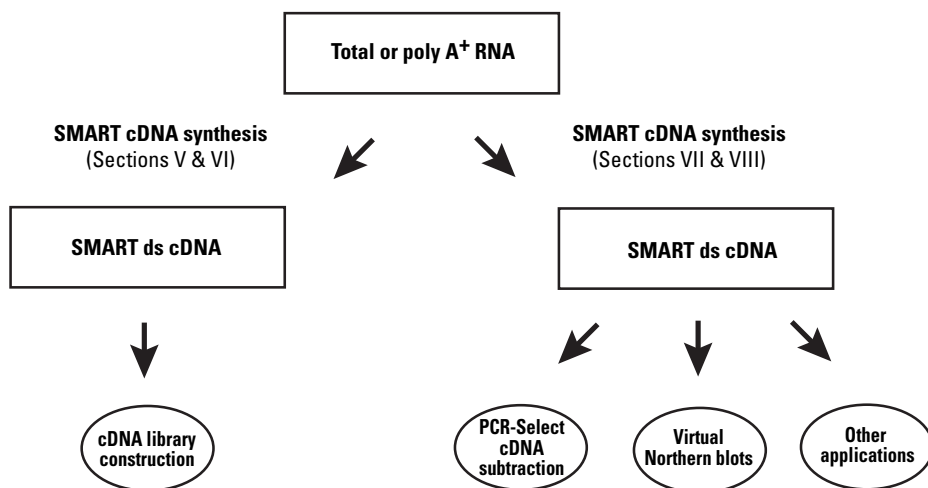 Total or poly A+ RNA
SMART cDNA synthesis
(Sections V & VI)
SMART cDNA synthesis
(Sections VII & VIII)
SMART ds cDNA
SMART ds cDNA
cDNA library
construction
PCR-Select
cDNA
subtraction
Virtual
Northern blots
Other
applications